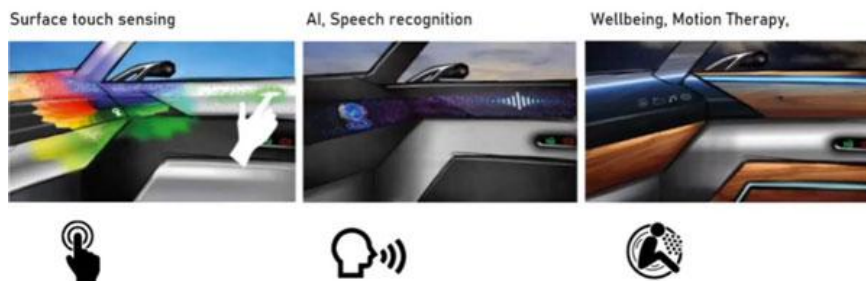 Surface touch sensing
AI, Speech recognition
Wellbeing, Motion Therapy,